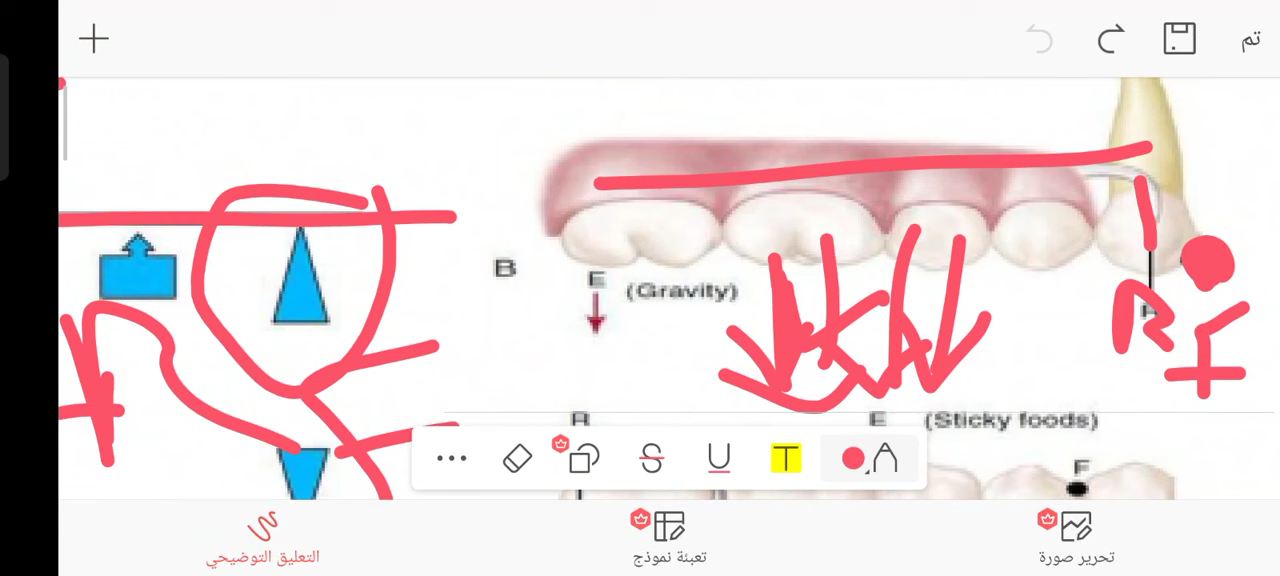 تم
B
E (Gravity)
R
F
R E (Sticky foods)
S U T
F
التعليق التوضيحي
تعبئة نموذج
تحرير صورة